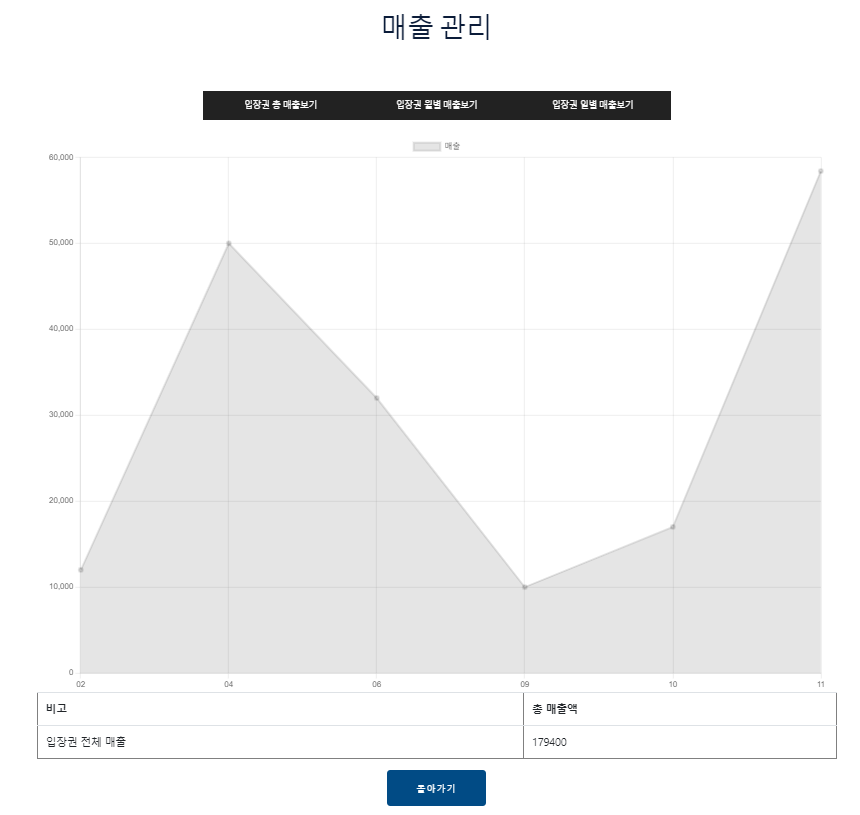 매출 관리
입장권 총 매출보기 입장권 월별 매출보기 입장권 일별 매출보기
매출
60,000
50,000
40,000
30,000
20,000
10,000
0
02 04 06 09 10 11
비고 총 매출액
입장권 전체 매출 179400
돌아가기